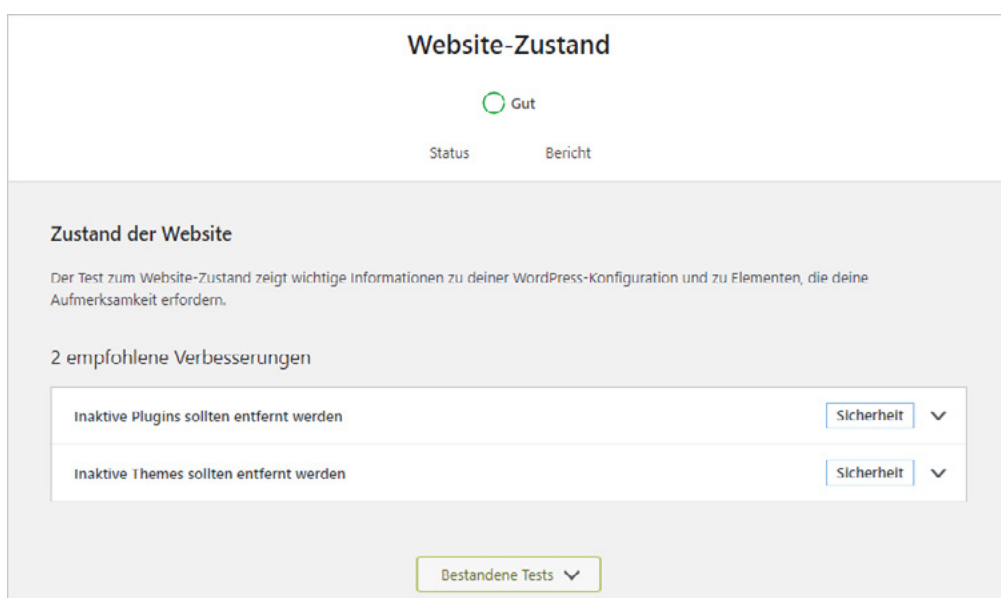 Website-Zustand
Gut
Status Bericht
Zustand der Website
Der Test zum Website-Zustand zeigt wichtige Informationen zu deiner WordPress-Konfiguration und zu Elementen, die deine
Aufmerksamkeit erfordern.
2 empfohlene Verbesserungen
Inaktive Plugins sollten entfernt werden Sicherheit
Inaktive Themes sollten entfernt werden Sicherheit
Bestandene Tests